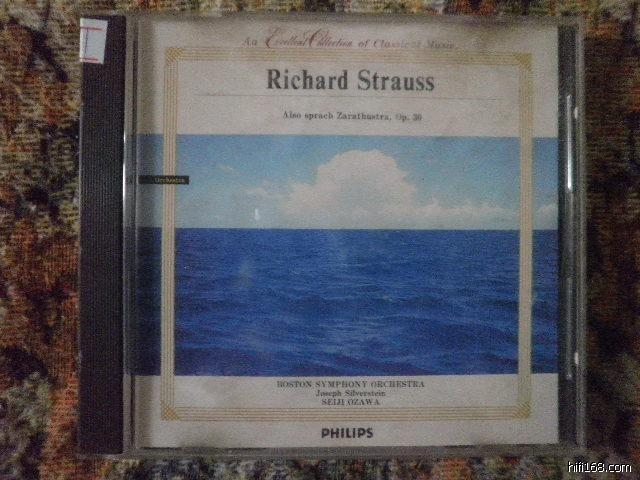 An Excellent Collection of Classical Music
Richard Strauss
Also sprach Zarathustra, Op. 30
Orchestra
BOSTON SYMPHONY ORCHESTRA
Joseph Silverstein
SEIJI OZAWA
PHILIPS
hifi168.com